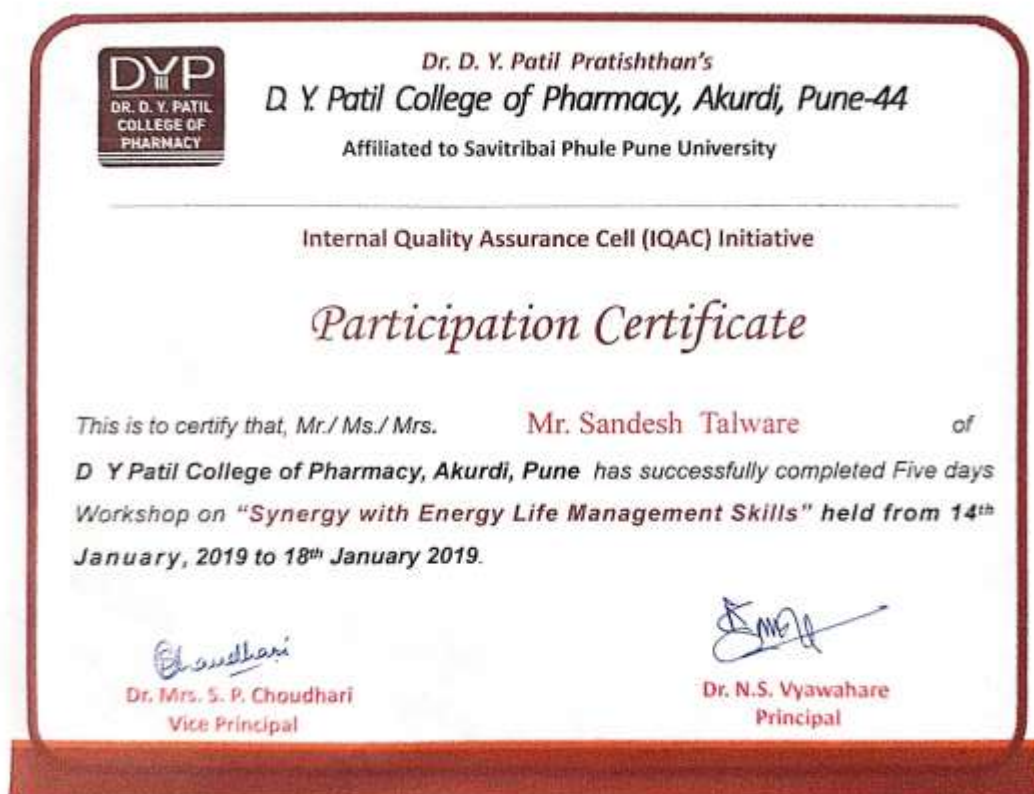 DYP
DR. D. Y. PATIL
COLLEGE OF
PHARMACY
Dr. D. Y. Patil Pratishthan's
D. Y. Patil College of Pharmacy, Akurdi, Pune-44
Affiliated to Savitribai Phule Pune University
Internal Quality Assurance Cell (IQAC) Initiative
Participation Certificate
This is to certify that, Mr./ Ms./ Mrs. Mr. Sandesh Talware of
D Y Patil College of Pharmacy, Akurdi, Pune has successfully completed Five days
Workshop on "Synergy with Energy Life Management Skills" held from 14th
January, 2019 to 18th January 2019.
Dr. Mrs. S. P. Choudhari
Vice Principal
Dr. N.S. Vyawahare
Principal